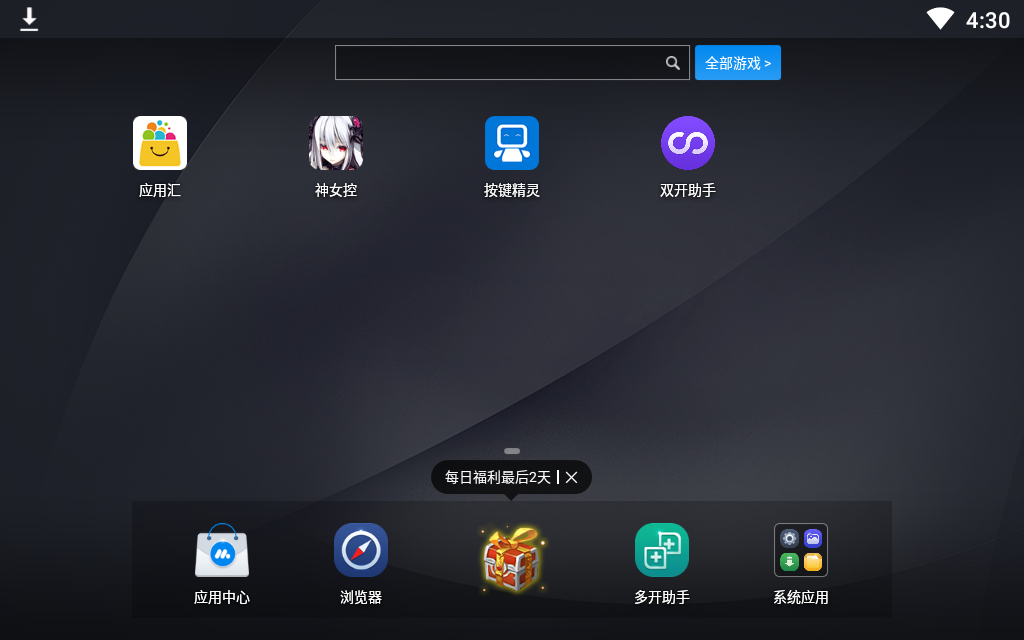 4:30
全部游戏 >
应用汇
神女控
按键精灵
双开助手
每日福利最后2天
应用中心
浏览器
多开助手
系统应用